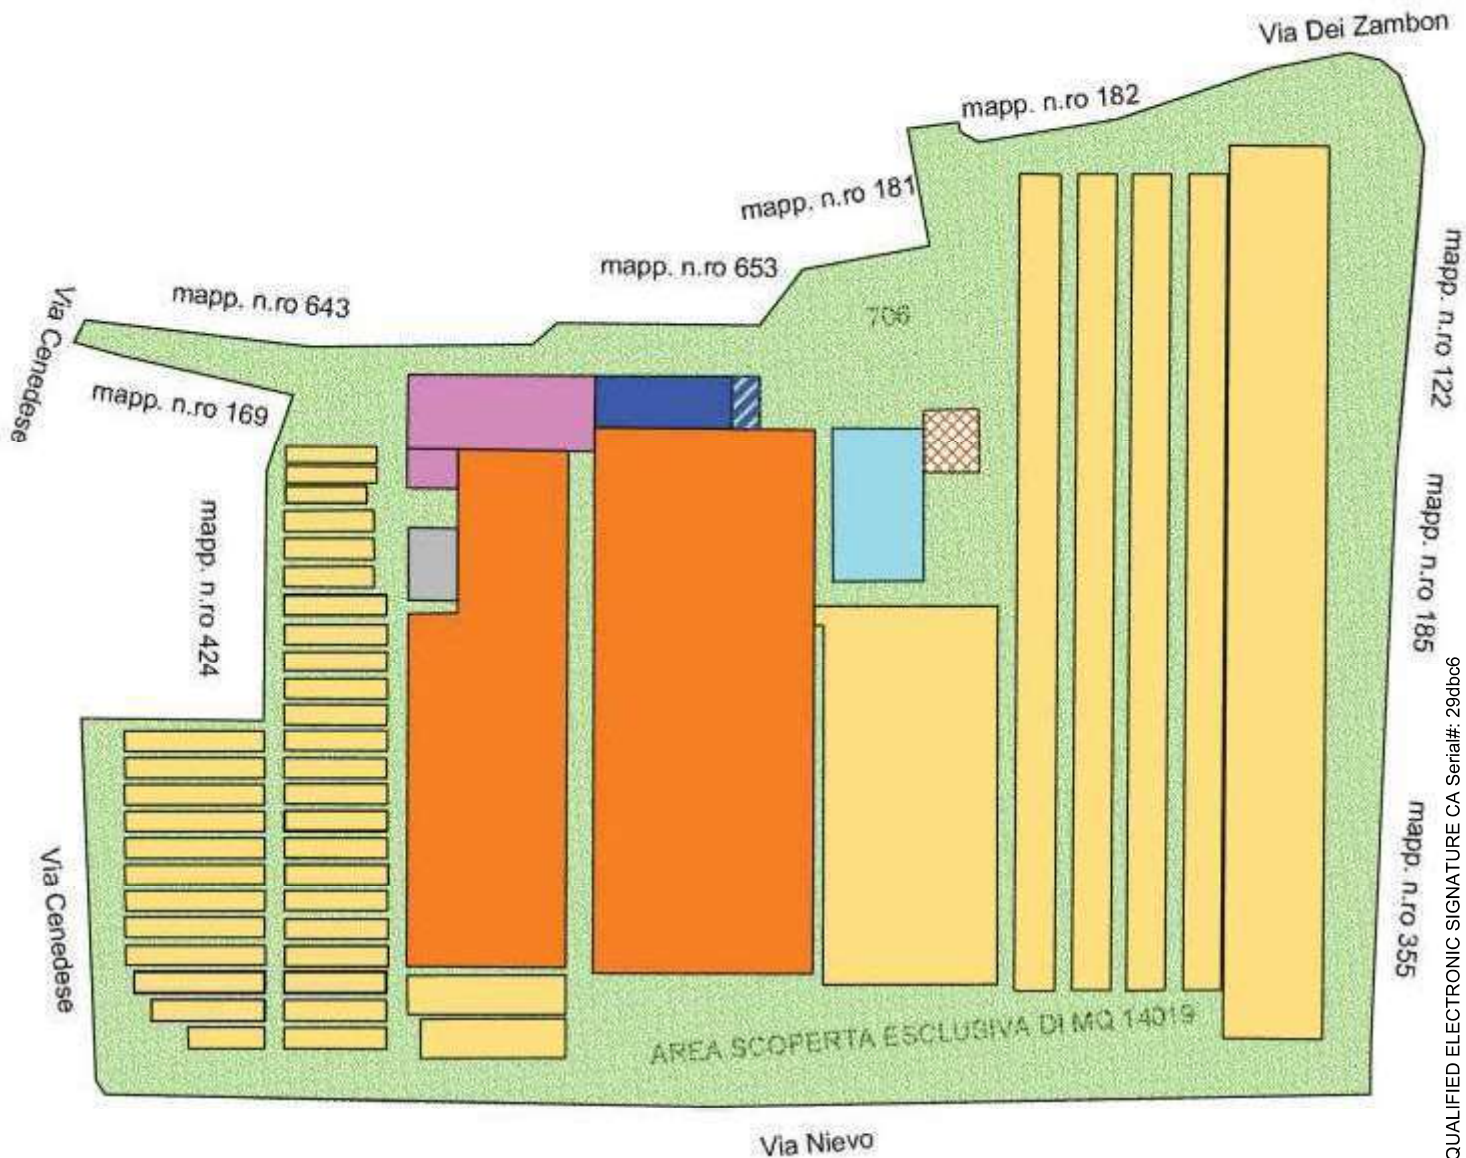 Via Dei Zambon
mapp. n.ro 182
mapp. n.ro 181
mapp. n.ro 653
mapp. n.ro 643
706
Via Cenedese
mapp. n.ro 169
mapp. n.ro 122
mapp. n.ro 424
mapp. n.ro 185
mapp. n.ro 355
Via Cenedese
AREA SCOPERTA ESCLUSIVA DI MQ 14019
Via Nievo
QUALIFIED ELECTRONIC SIGNATURE CA Serial#: 29dbc6